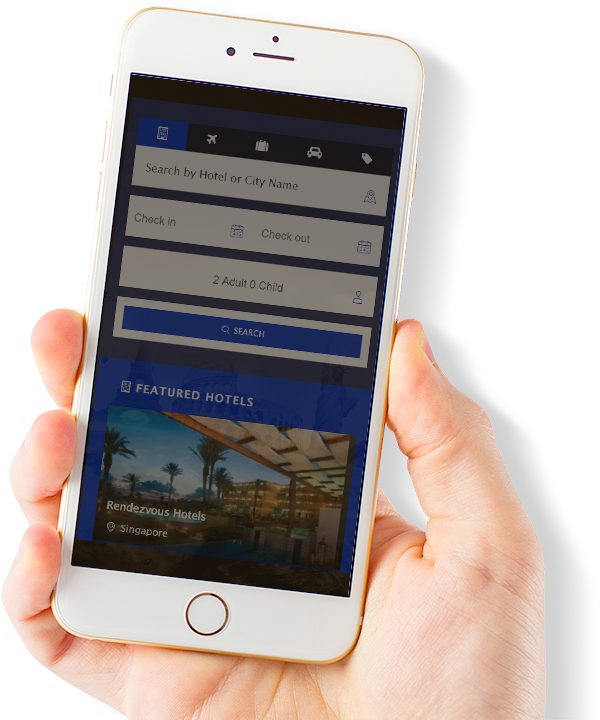 Search by Hotel or City Name
Check in
Check out
2 Adult 0 Child
SEARCH
FEATURED HOTELS
Rendezvous Hotels
Singapore